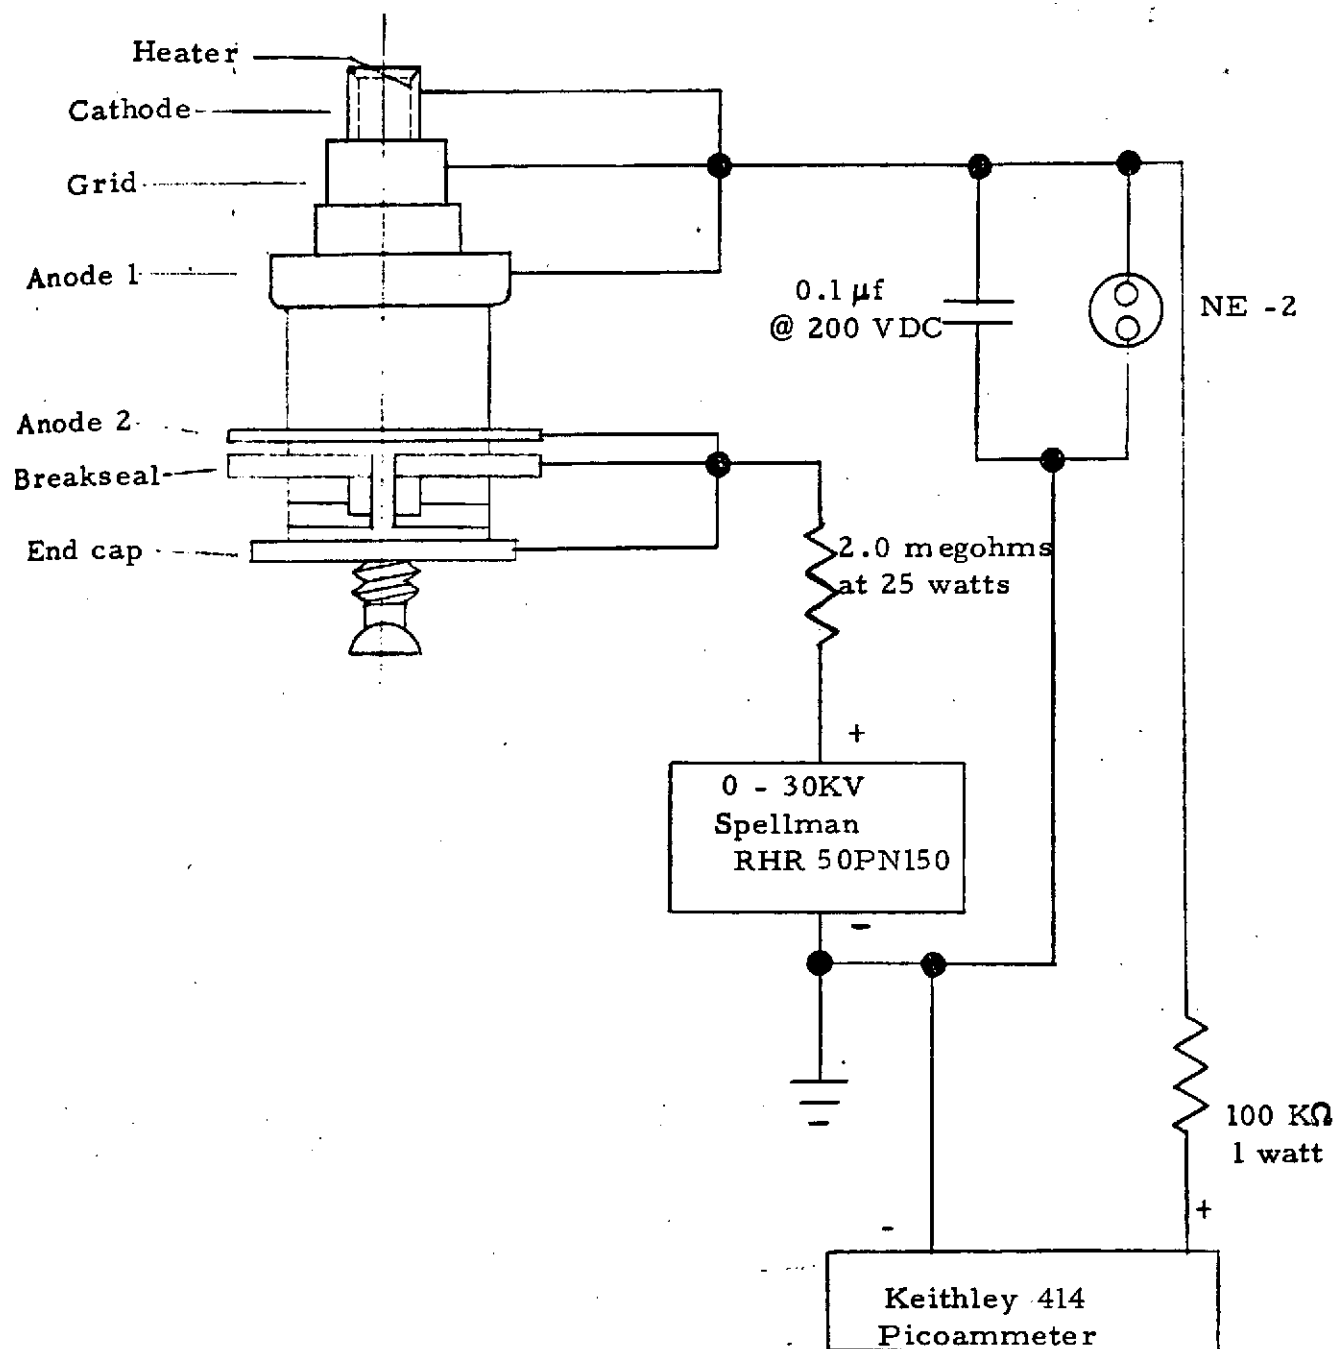 Heater
Cathode
Grid
Anode 1
Anode 2
Breakseal
End cap
0.1 µf
@ 200 VDC
NE -2
2.0 megohms
at 25 watts
+
0 - 30KV
Spellman
RHR 50PN150
-
100 KΩ
1 watt
-
+
Keithley 414
Picoammeter